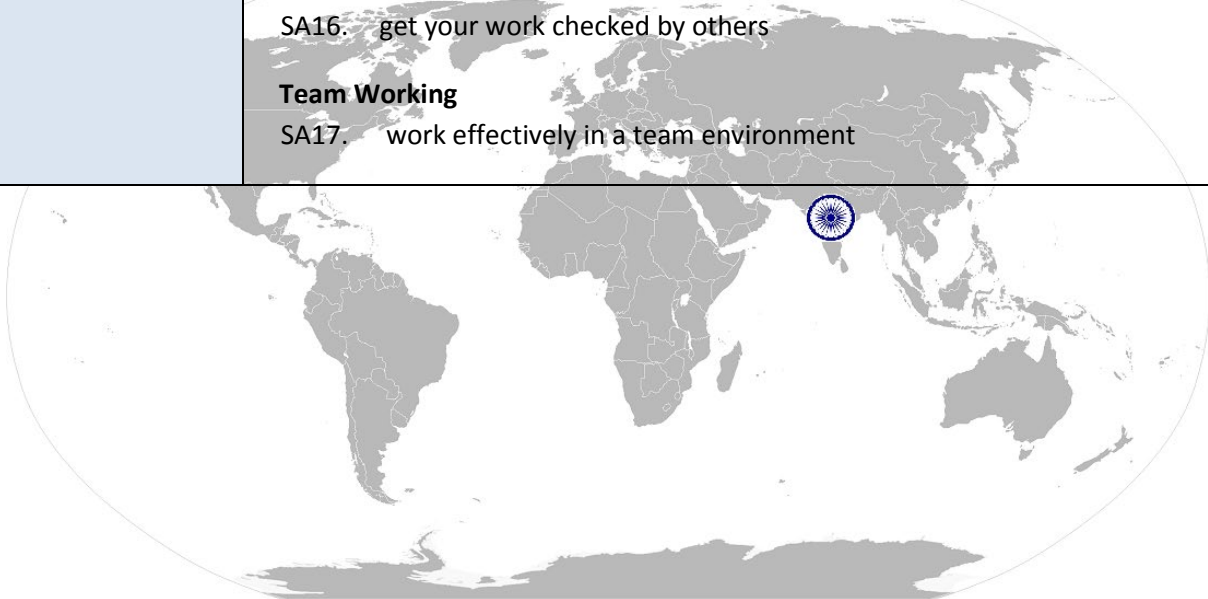 SA16. get your work checked by others
Team Working
SA17. work effectively in a team environment